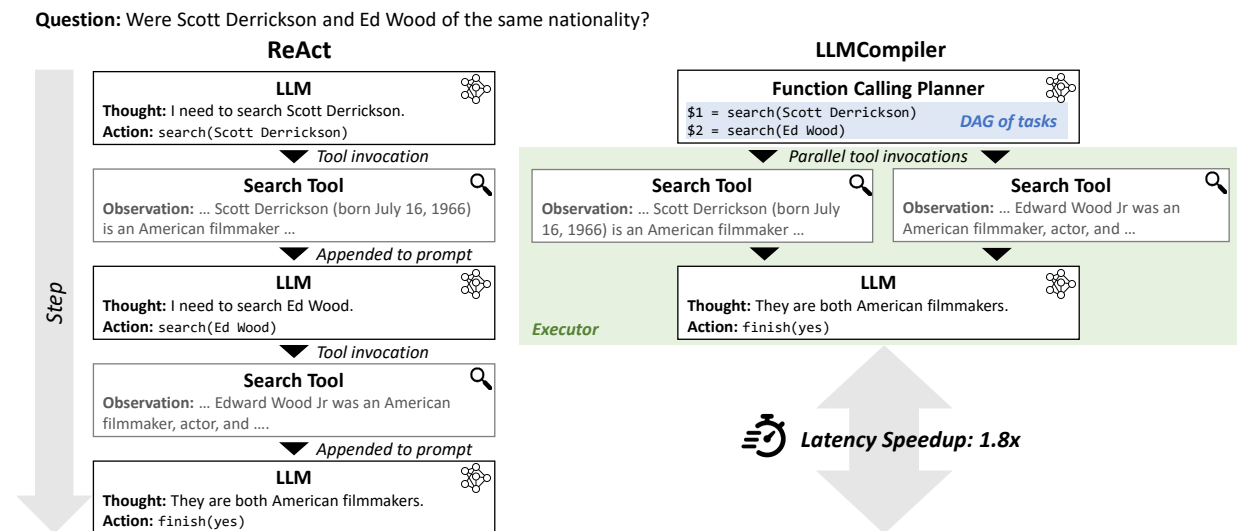 Question: Were Scott Derrickson and Ed Wood of the same nationality?
ReAct
Step
LLM
Thought: I need to search Scott Derrickson.
Action: search(Scott Derrickson)
Tool invocation
Search Tool
Observation: ... Scott Derrickson (born July 16, 1966)
is an American filmmaker ...
Appended to prompt
LLM
Thought: I need to search Ed Wood.
Action: search(Ed Wood)
Tool invocation
Search Tool
Observation: ... Edward Wood Jr was an American
filmmaker, actor, and ....
Appended to prompt
LLM
Thought: They are both American filmmakers.
Action: finish(yes)
LLMCompiler
Function Calling Planner
$1 = search(Scott Derrickson)
$2 = search(Ed Wood)
DAG of tasks
Parallel tool invocations
Search Tool
Observation: ... Scott Derrickson (born July
16, 1966) is an American filmmaker ...
Search Tool
Observation: ... Edward Wood Jr was an
American filmmaker, actor, and ...
LLM
Thought: They are both American filmmakers.
Action: finish(yes)
Executor
Latency Speedup: 1.8x